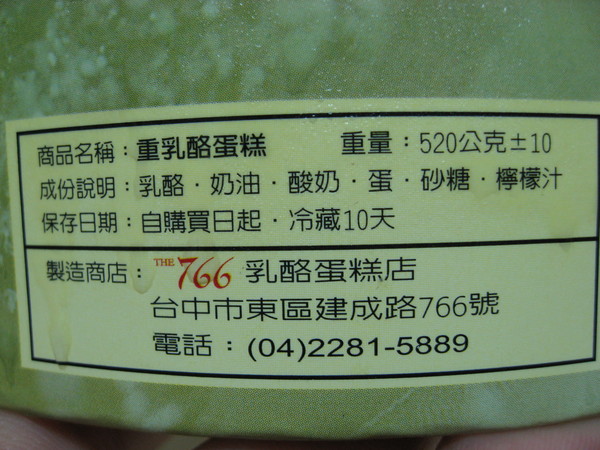 商品名稱：重乳酪蛋糕 重量：520公克±10
成份說明：乳酪．奶油．酸奶．蛋．砂糖．檸檬汁
保存日期：自購買日起．冷藏10天
製造商店：THE 766 乳酪蛋糕店
台中市東區建成路766號
電話：(04)2281-5889